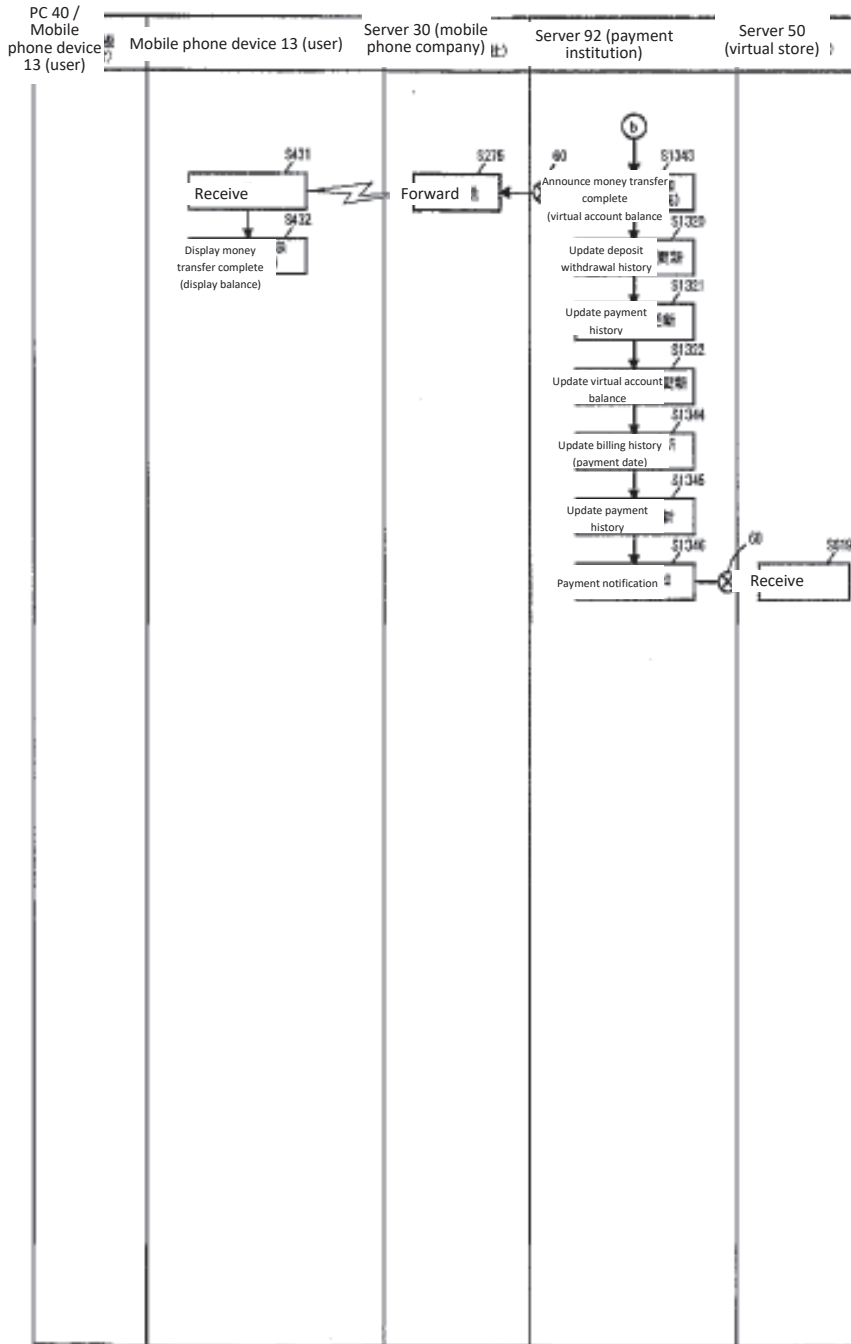 PC 40 /
Mobile
phone device
13 (user)
Mobile phone device 13 (user)
Server 30 (mobile
phone company)
Server 92 (payment
institution)
Server 50
(virtual store)
b
S431
S275
60
S1343
Receive
Forward
Announce money transfer
complete
(virtual account balance
S432
Display money
transfer complete
(display balance)
S1320
Update deposit
withdrawal history
S1321
Update payment
history
S1322
Update virtual account
balance
S1344
Update billing history
(payment date)
S1345
Update payment
history
S1346
Payment notification
60
Receive